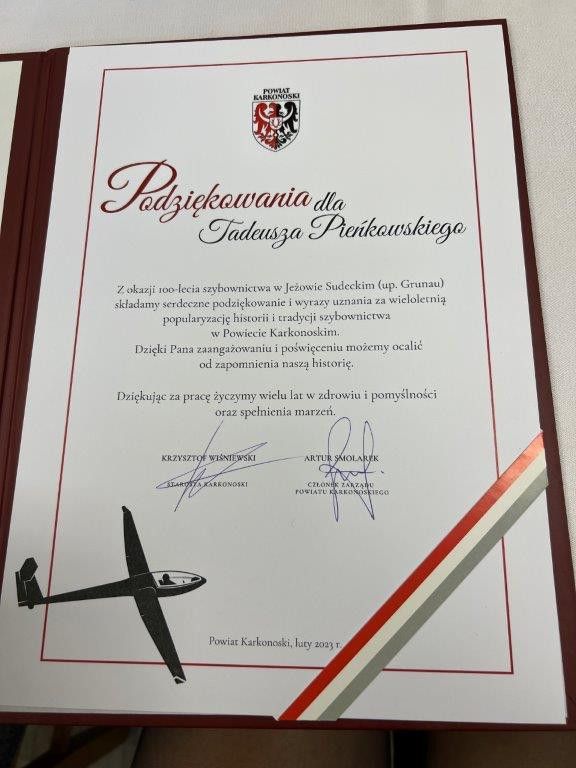 POWIAT
KARKONOSKI
Podziękowania dla
Tadeusza Pieńkowskiego
Z okazji 100-lecia szybownictwa w Jeżowie Sudeckim (up. Grunau)
składamy serdeczne podziękowanie i wyrazy uznania za wieloletnią
popularyzację historii i tradycji szybownictwa
w Powiecie Karkonoskim.
Dzięki Pana zaangażowaniu i poświęceniu możemy ocalić
od zapomnienia naszą historię.
Dziękując za pracę życzymy wielu lat w zdrowiu i pomyślności
oraz spełnienia marzeń.
KRZYSZTOF WIŚNIEWSKI ARTUR SMOLAREK
STAROSTA KARKONOSKI CZŁONEK ZARZĄDU
POWIATU KARKONOSKIEGO
Powiat Karkonoski, luty 2023 r.